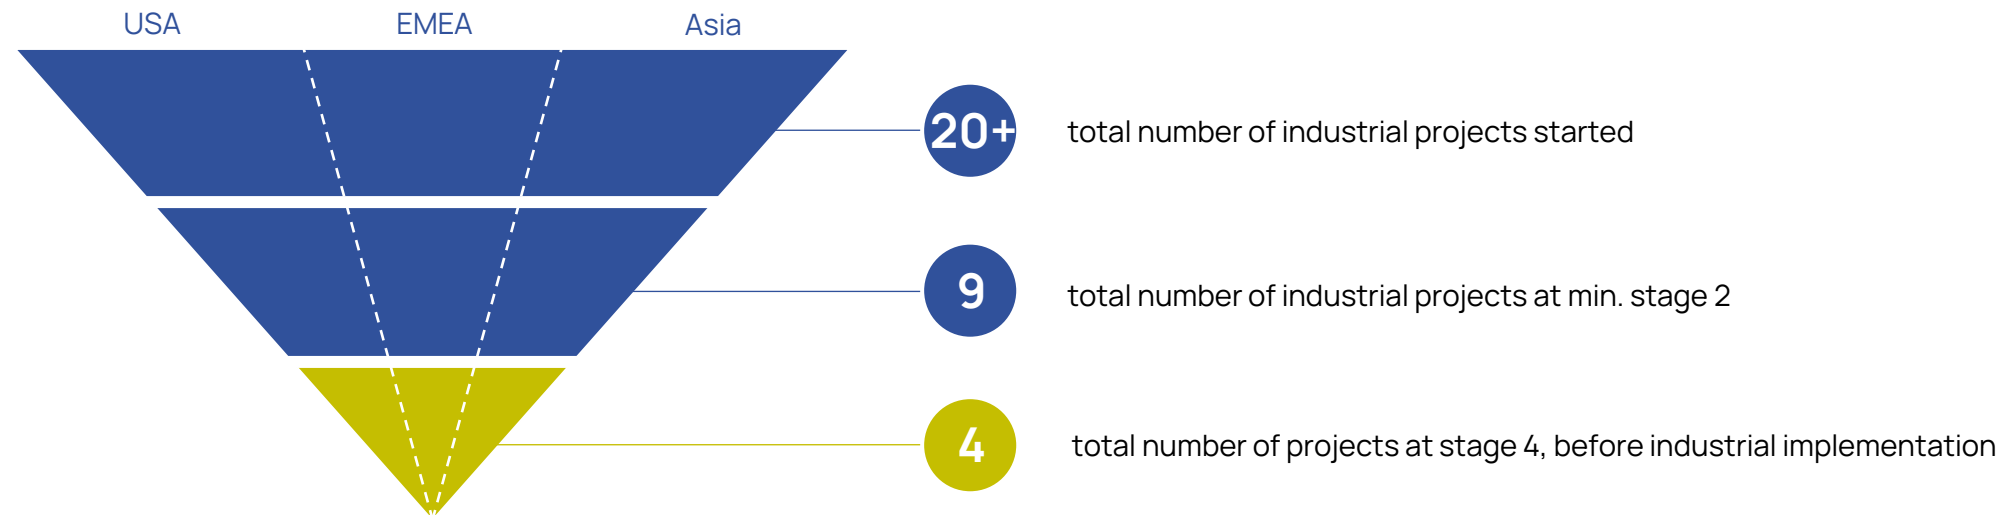 USA EMEA Asia
20+ total number of industrial projects started
9 total number of industrial projects at min. stage 2
4 total number of projects at stage 4, before industrial implementation